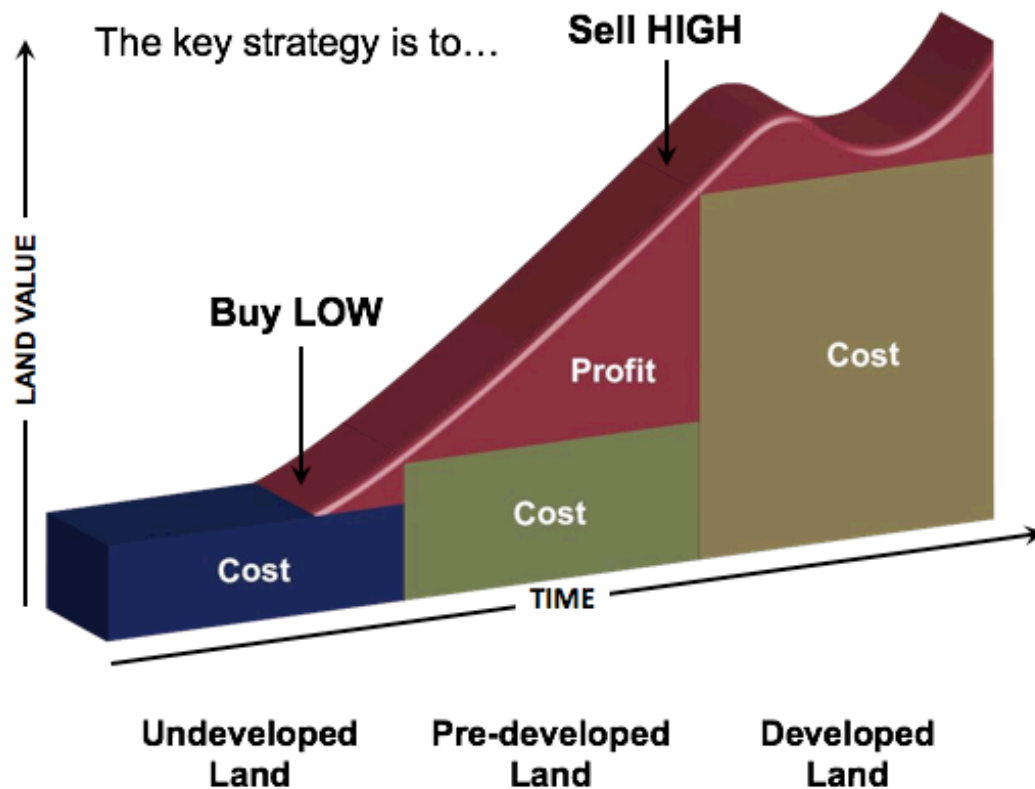 The key strategy is to...
Sell HIGH
Buy LOW
LAND VALUE
Profit
Cost
Cost
Cost
TIME
Undeveloped
Land
Pre-developed
Land
Developed
Land